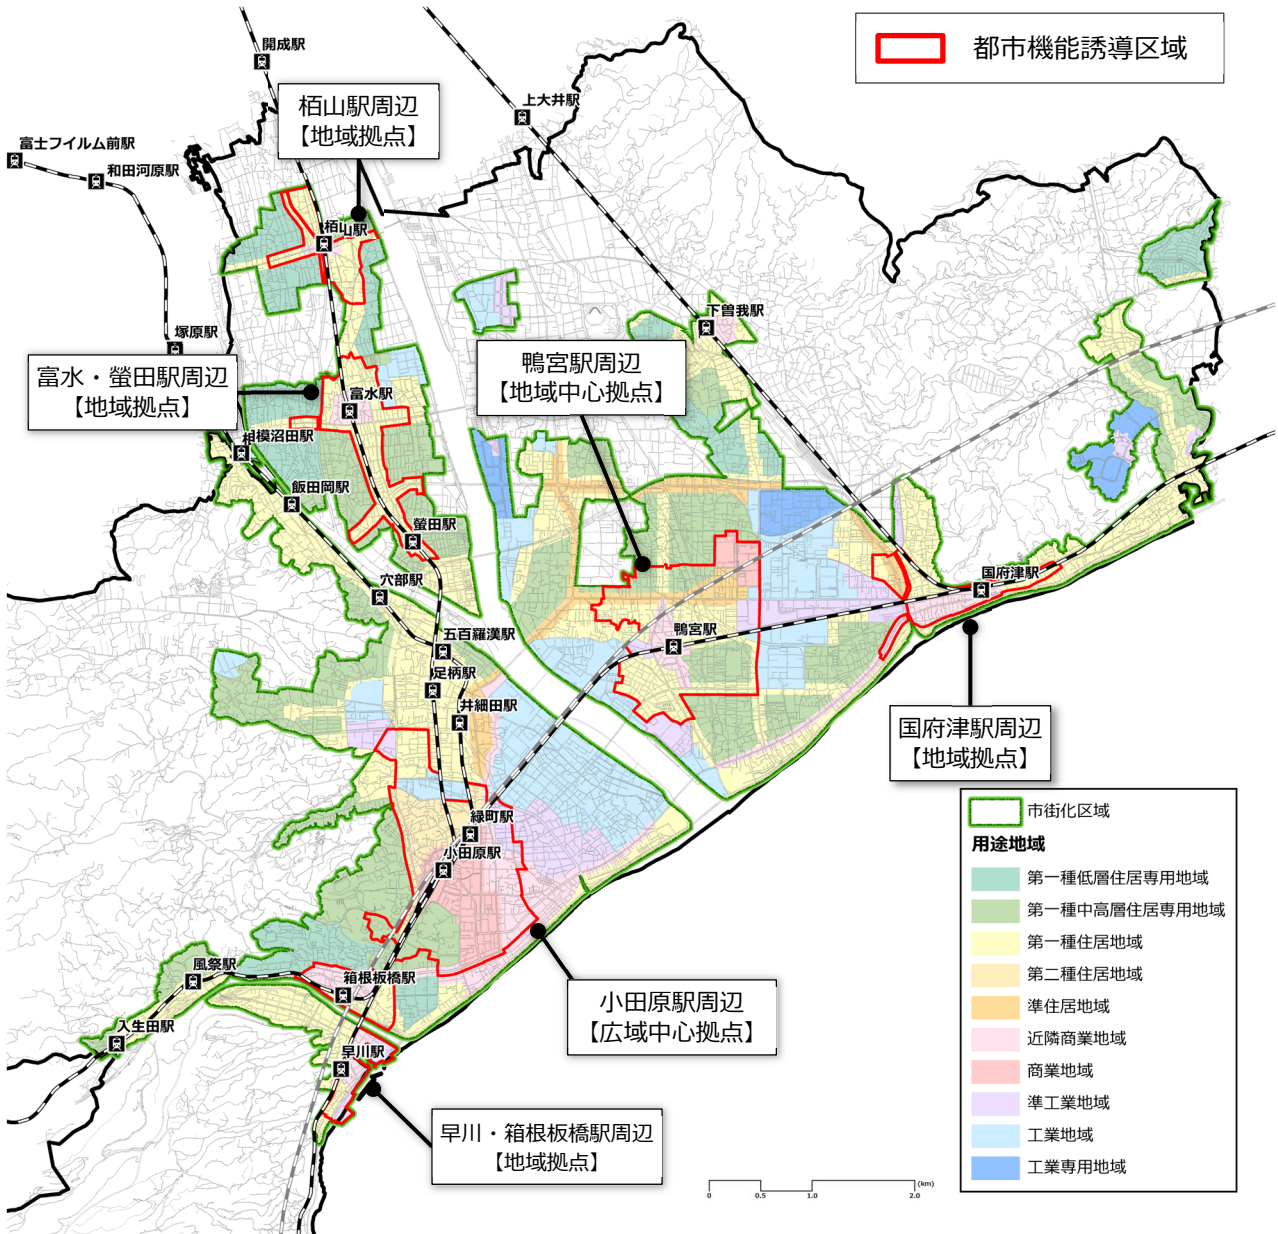 都市機能誘導区域
開成駅
栢山駅周辺
【地域拠点】
上大井駅
富士フイルム前駅
和田河原駅
栢山駅
塚原駅
下曽我駅
富水・螢田駅周辺
【地域拠点】
鴨宮駅周辺
【地域中心拠点】
富水駅
相模沼田駅
飯田岡駅
螢田駅
穴部駅
国府津駅
五百羅漢駅
鴨宮駅
足柄駅
井細田駅
国府津駅周辺
【地域拠点】
緑町駅
小田原駅
風祭駅
箱根板橋駅
小田原駅周辺
【広域中心拠点】
入生田駅
早川駅
早川・箱根板橋駅周辺
【地域拠点】
市街化区域
用途地域
第一種低層住居専用地域
第一種中高層住居専用地域
第一種住居地域
第二種住居地域
準住居地域
近隣商業地域
商業地域
準工業地域
工業地域
工業専用地域
(km)
0 0.5 1.0 2.0